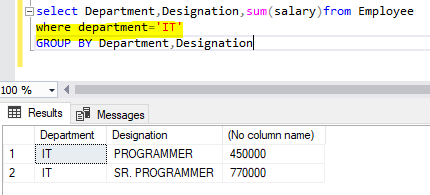 select Department,Designation,sum(salary)from Employee
where department='IT'
GROUP BY Department,Designation
100 %
Results Messages
Department Designation (No column name)
1 IT PROGRAMMER 450000
2 IT SR. PROGRAMMER 770000